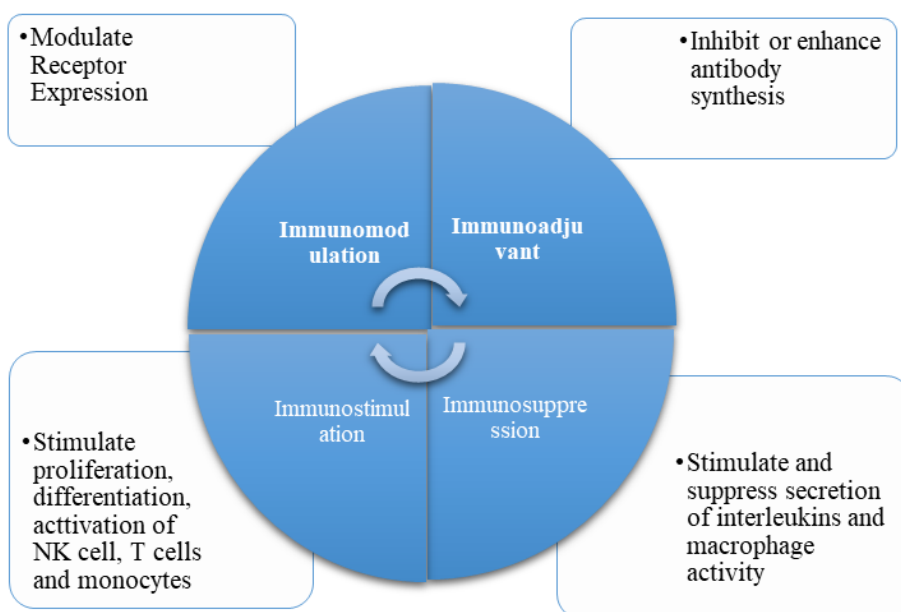 •Modulate
Receptor
Expression
•Inhibit or enhance
antibody
synthesis
Immunomod
ulation
Immunoadju
vant
Immunostimul
ation
Immunosuppre
ssion
•Stimulate
proliferation,
differentiation,
acttivation of
NK cell, T cells
and monocytes
•Stimulate and
suppress secretion
of interleukins and
macrophage
activity